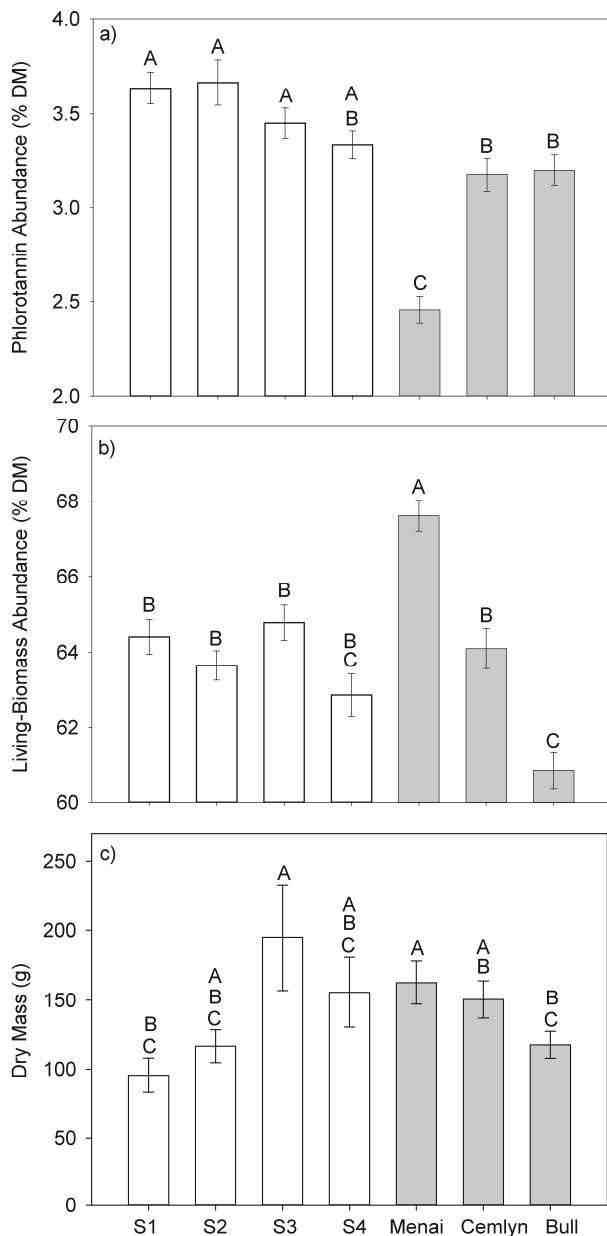 a)
Phlorotannin Abundance (% DM)
4.0
3.5
3.0
2.5
2.0
A
A
A
A
B
C
B
B
b)
Living-Biomass Abundance (% DM)
70
68
66
64
62
60
B
B
B
B
C
A
B
C
c)
Dry Mass (g)
250
200
150
100
50
0
B
C
A
B
C
A
A
B
C
A
A
B
B
C
S1 S2 S3 S4 Menai Cemlyn Bull